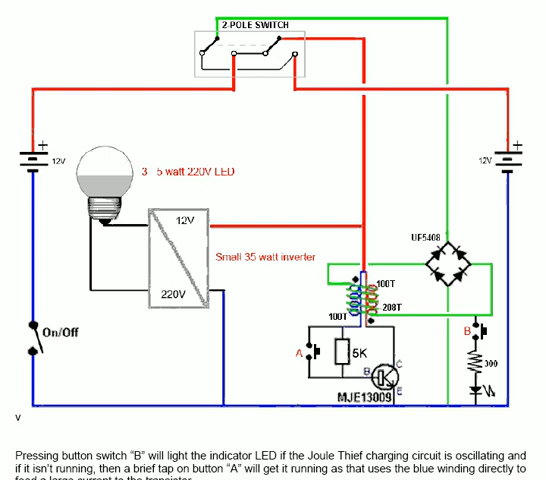 2-POLE SWITCH
+
12V
+
12V
3 5 watt 220V LED
12V
220V
Small 35 watt inverter
UF5408
100T
208T
100T
On/Off
A
5K
B
C
E
MJE13009
B
300
V
Pressing button switch “B” will light the indicator LED if the Joule Thief charging circuit is oscillating and
if it isn’t running, then a brief tap on button “A” will get it running as that uses the blue winding directly to
feed a large current to the transistor